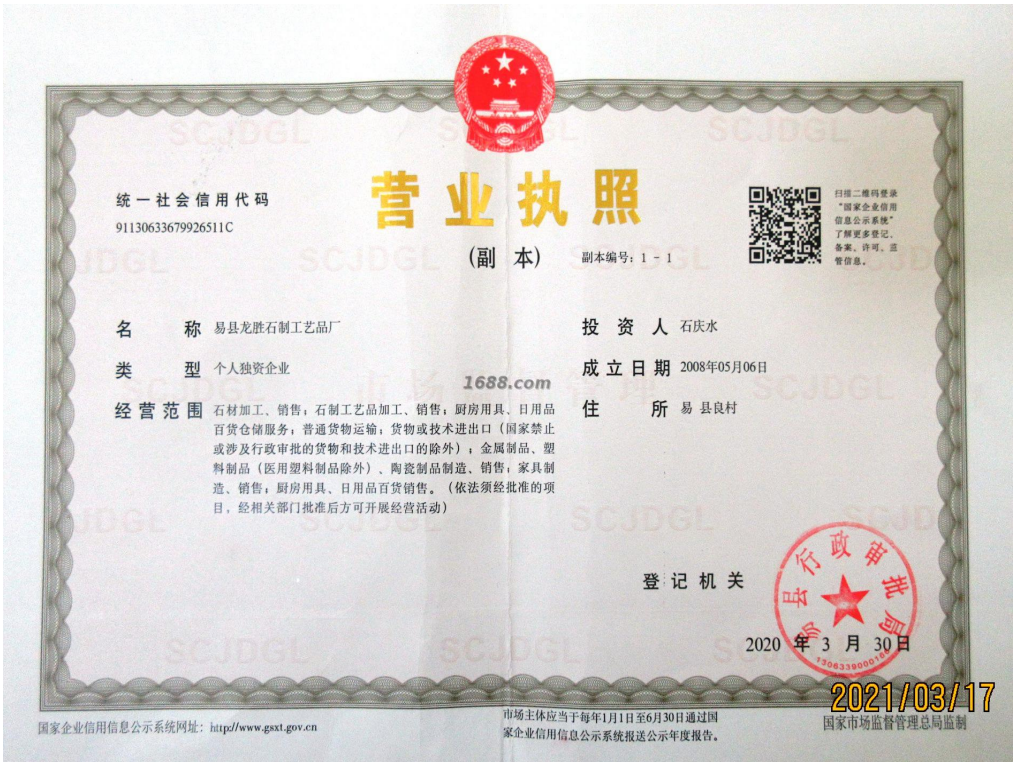 营业执照
(副 本) 副本编号：1 - 1
统一社会信用代码
91130633679926511C
扫描二维码登录
“国家企业信用
信息公示系统”
了解更多登记、
备案、许可、监
管信息。
名 称 易县龙胜石制工艺品厂
类 型 个人独资企业
经营范围 石材加工、销售；石制工艺品加工、销售；厨房用具、日用品
百货仓储服务；普通货物运输；货物或技术进出口（国家禁止
或涉及行政审批的货物和技术进出口的除外）；金属制品、塑
料制品（医用塑料制品除外）、陶瓷制品制造、销售；家具制
造、销售；厨房用具、日用品百货销售。（依法须经批准的项
目，经相关部门批准后方可开展经营活动）
投 资 人 石庆水
成立日期 2008年05月06日
住 所 易 县良村
1688.com
登记机关
易县行政审批局
2020 年 3 月 30 日
2021/03/17
国家企业信用信息公示系统网址：http://www.gsxt.gov.cn
市场主体应当于每年1月1日至6月30日通过国
家企业信用信息公示系统报送公示年度报告。
国家市场监督管理总局监制